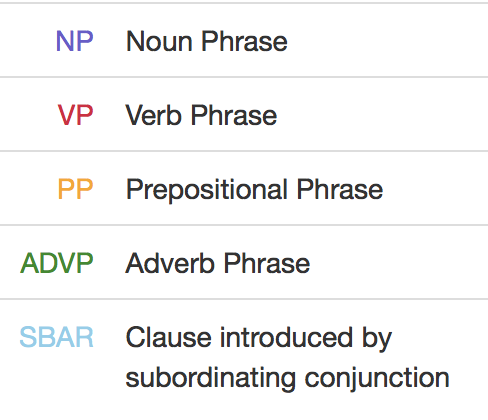 NP Noun Phrase
VP Verb Phrase
PP Prepositional Phrase
ADVP Adverb Phrase
SBAR Clause introduced by
subordinating conjunction